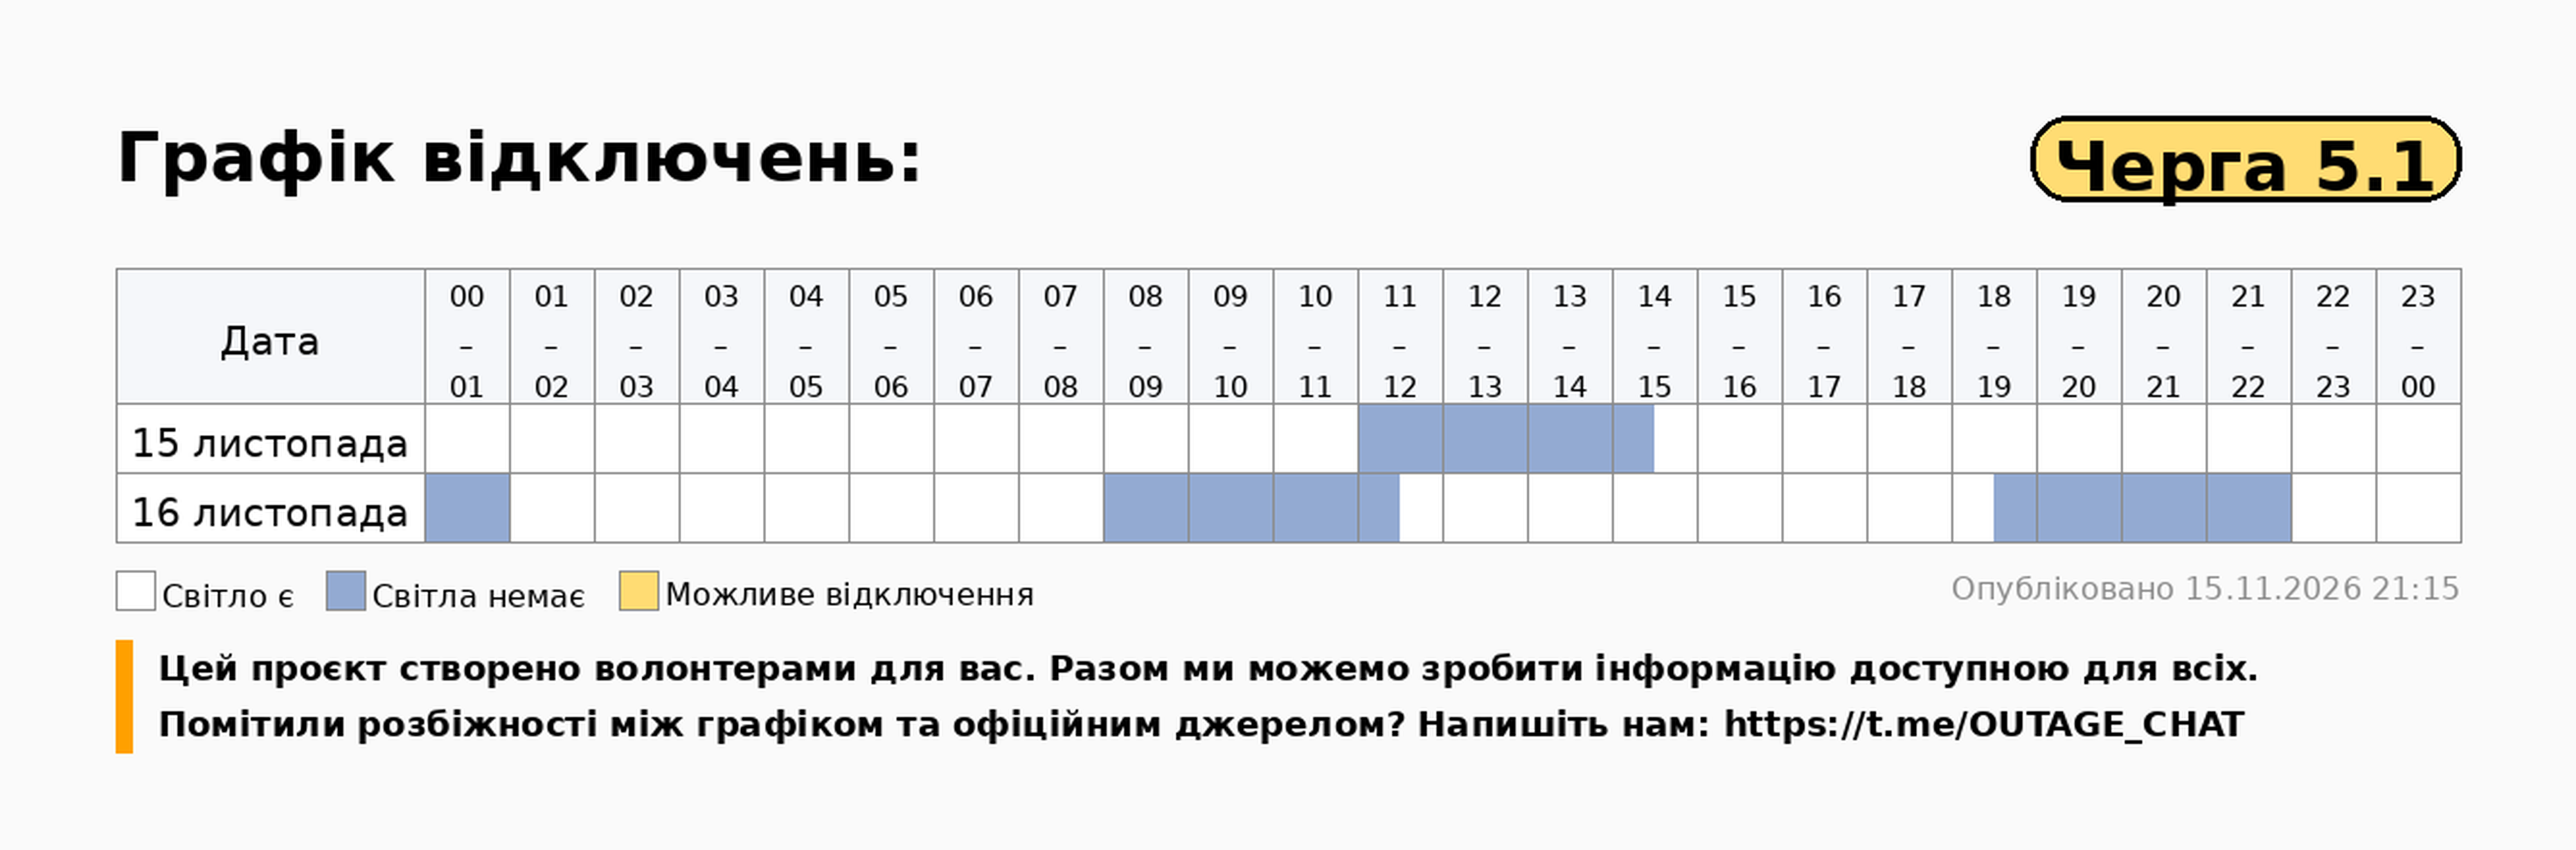 Графік відключень:
Черга 5.1
Дата 00 – 01 01 – 02 02 – 03 03 – 04 04 – 05 05 – 06 06 – 07 07 – 08 08 – 09 09 – 10 10 – 11 11 – 12 12 – 13 13 – 14 14 – 15 15 – 16 16 – 17 17 – 18 18 – 19 19 – 20 20 – 21 21 – 22 22 – 23 23 – 00
15 листопада
16 листопада
Світло є Світла немає Можливе відключення
Опубліковано 15.11.2026 21:15
Цей проєкт створено волонтерами для вас. Разом ми можемо зробити інформацію доступною для всіх.
Помітили розбіжності між графіком та офіційним джерелом? Напишіть нам: https://t.me/OUTAGE_CHAT